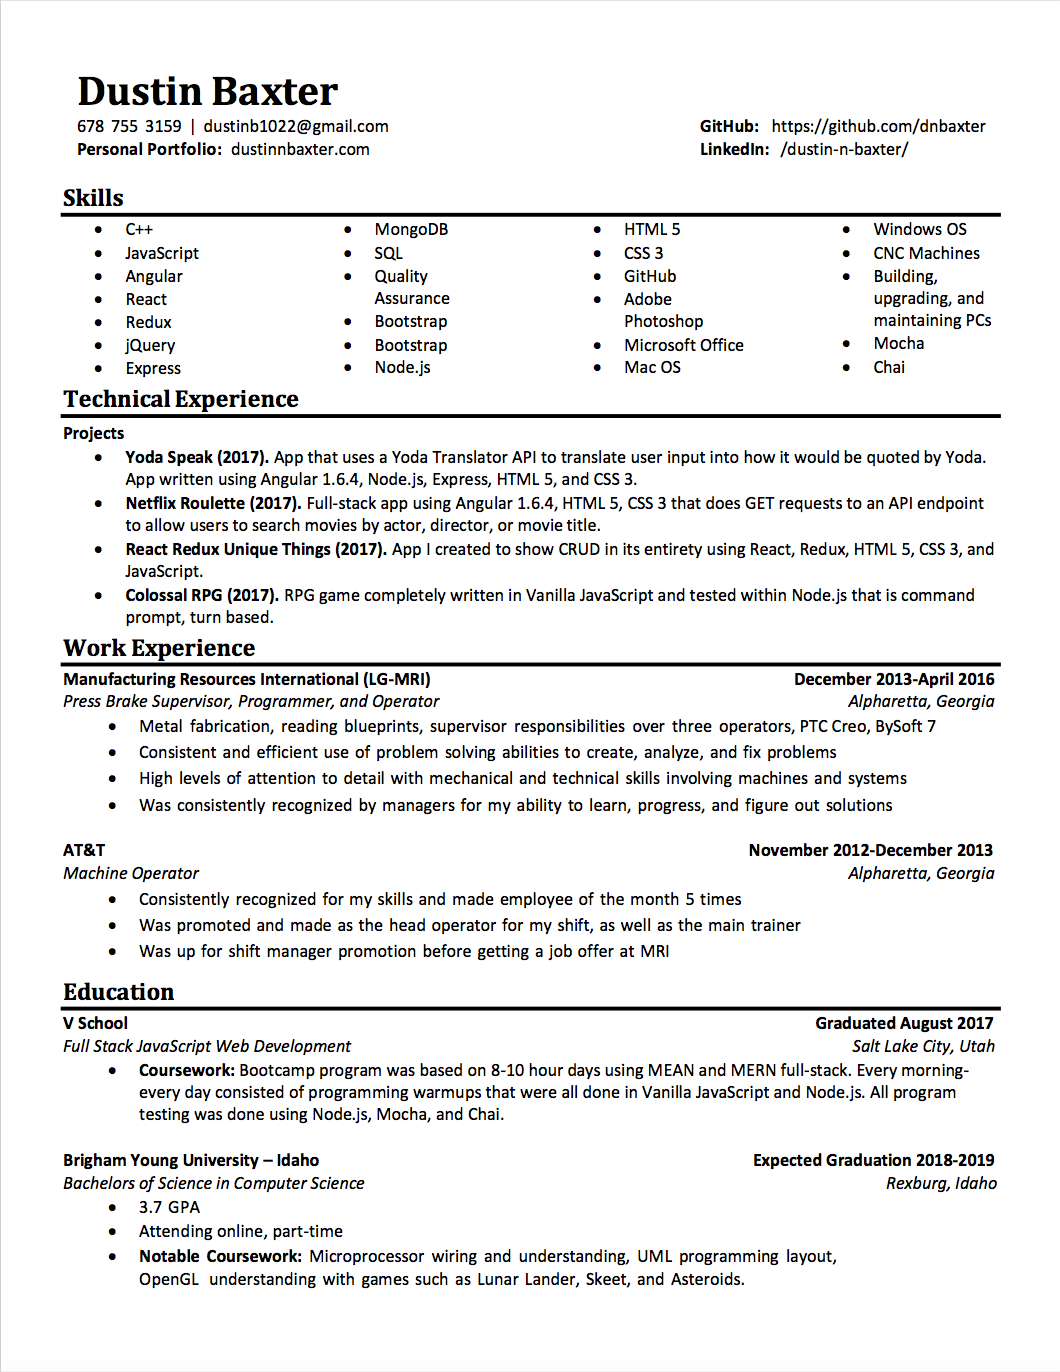 Dustin Baxter
678 755 3159 | dustinb1022@gmail.com
GitHub: https://github.com/dnbaxter
Personal Portfolio: dustinnbaxter.com
LinkedIn: /dustin-n-baxter/
Skills
• C++
• JavaScript
• Angular
• React
• Redux
• jQuery
• Express
• MongoDB
• SQL
• Quality
Assurance
• Bootstrap
• Bootstrap
• Node.js
• HTML 5
• CSS 3
• GitHub
• Adobe
Photoshop
• Microsoft Office
• Mac OS
• Windows OS
• CNC Machines
• Building,
upgrading, and
maintaining PCs
• Mocha
• Chai
Technical Experience
Projects
• Yoda Speak (2017). App that uses a Yoda Translator API to translate user input into how it would be quoted by Yoda.
App written using Angular 1.6.4, Node.js, Express, HTML 5, and CSS 3.
• Netflix Roulette (2017). Full-stack app using Angular 1.6.4, HTML 5, CSS 3 that does GET requests to an API endpoint
to allow users to search movies by actor, director, or movie title.
• React Redux Unique Things (2017). App I created to show CRUD in its entirety using React, Redux, HTML 5, CSS 3, and
JavaScript.
• Colossal RPG (2017). RPG game completely written in Vanilla JavaScript and tested within Node.js that is command
prompt, turn based.
Work Experience
Manufacturing Resources International (LG-MRI) December 2013-April 2016
Press Brake Supervisor, Programmer, and Operator Alpharetta, Georgia
• Metal fabrication, reading blueprints, supervisor responsibilities over three operators, PTC Creo, BySoft 7
• Consistent and efficient use of problem solving abilities to create, analyze, and fix problems
• High levels of attention to detail with mechanical and technical skills involving machines and systems
• Was consistently recognized by managers for my ability to learn, progress, and figure out solutions
AT&T November 2012-December 2013
Machine Operator Alpharetta, Georgia
• Consistently recognized for my skills and made employee of the month 5 times
• Was promoted and made as the head operator for my shift, as well as the main trainer
• Was up for shift manager promotion before getting a job offer at MRI
Education
V School Graduated August 2017
Full Stack JavaScript Web Development Salt Lake City, Utah
• Coursework: Bootcamp program was based on 8-10 hour days using MEAN and MERN full-stack. Every morning-
every day consisted of programming warmups that were all done in Vanilla JavaScript and Node.js. All program
testing was done using Node.js, Mocha, and Chai.
Brigham Young University – Idaho Expected Graduation 2018-2019
Bachelors of Science in Computer Science Rexburg, Idaho
• 3.7 GPA
• Attending online, part-time
• Notable Coursework: Microprocessor wiring and understanding, UML programming layout,
OpenGL understanding with games such as Lunar Lander, Skeet, and Asteroids.